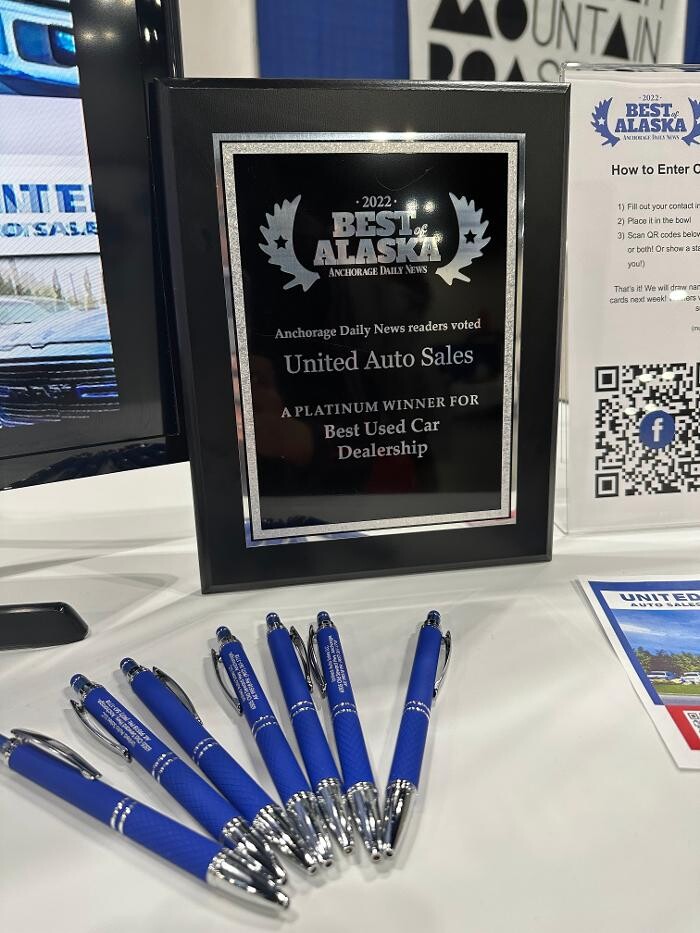 MOUNTAIN
· 2022 ·
BEST of
ALASKA
ANCHORAGE DAILY NEWS
Anchorage Daily News readers voted
United Auto Sales
A PLATINUM WINNER FOR
Best Used Car
Dealership
· 2022 ·
BEST of
ALASKA
ANCHORAGE DAILY NEWS
How to Enter
1) Fill out your contact
2) Place it in the bowl
3) Scan QR codes below
or both! Or show a
you!)
That's it! We will draw
cards next week!
f
UNITED
AUTO SALES